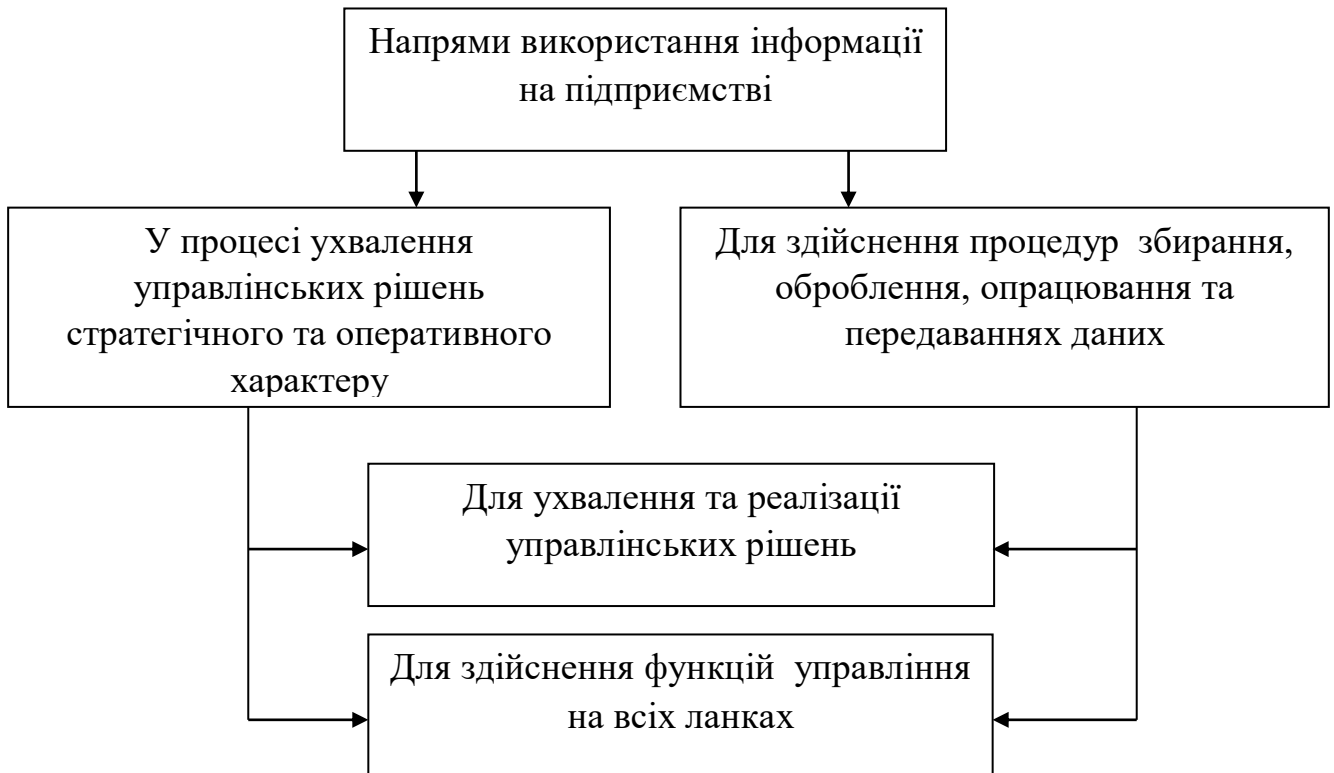 Напрями використання інформації
на підприємстві
У процесі ухвалення
управлінських рішень
стратегічного та оперативного
характеру
Для здійснення процедур збирання,
оброблення, опрацювання та
передаваннях даних
Для ухвалення та реалізації
управлінських рішень
Для здійснення функцій управління
на всіх ланках